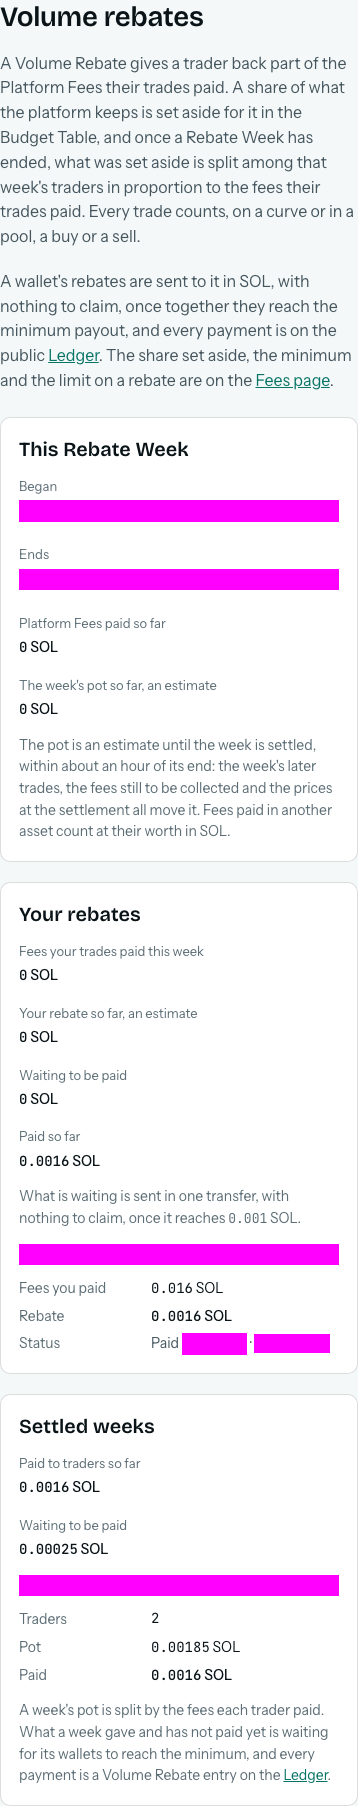 Volume rebates
A Volume Rebate gives a trader back part of the
Platform Fees their trades paid. A share of what
the platform keeps is set aside for it in the
Budget Table, and once a Rebate Week has
ended, what was set aside is split among that
week's traders in proportion to the fees their
trades paid. Every trade counts, on a curve or in a
pool, a buy or a sell.
A wallet's rebates are sent to it in SOL, with
nothing to claim, once together they reach the
minimum payout, and every payment is on the
public Ledger. The share set aside, the minimum
and the limit on a rebate are on the Fees page.
This Rebate Week
Began
Ends
Platform Fees paid so far
0 SOL
The week's pot so far, an estimate
0 SOL
The pot is an estimate until the week is settled,
within about an hour of its end: the week's later
trades, the fees still to be collected and the prices
at the settlement all move it. Fees paid in another
asset count at their worth in SOL.
Your rebates
Fees your trades paid this week
0 SOL
Your rebate so far, an estimate
0 SOL
Waiting to be paid
0 SOL
Paid so far
0.0016 SOL
What is waiting is sent in one transfer, with
nothing to claim, once it reaches 0.001 SOL.
Fees you paid 0.016 SOL
Rebate 0.0016 SOL
Status Paid ·
Settled weeks
Paid to traders so far
0.0016 SOL
Waiting to be paid
0.00025 SOL
Traders 2
Pot 0.00185 SOL
Paid 0.0016 SOL
A week's pot is split by the fees each trader paid.
What a week gave and has not paid yet is waiting
for its wallets to reach the minimum, and every
payment is a Volume Rebate entry on the Ledger.